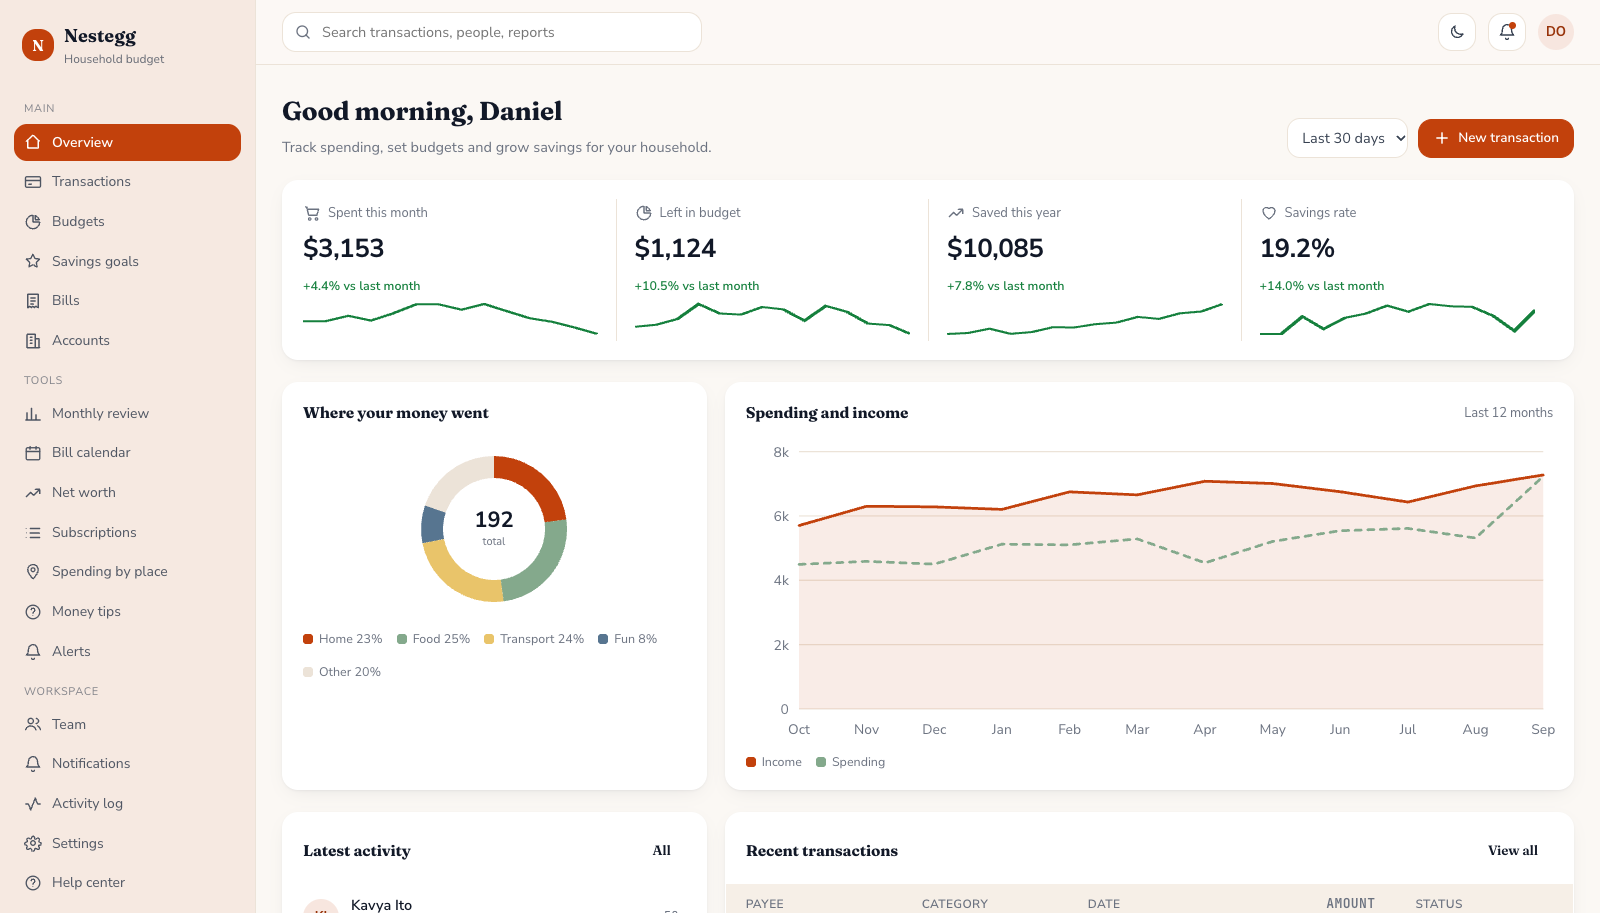 N
Nestegg
Household budget
MAIN
Overview
Transactions
Budgets
Savings goals
Bills
Accounts
TOOLS
Monthly review
Bill calendar
Net worth
Subscriptions
Spending by place
Money tips
Alerts
WORKSPACE
Team
Notifications
Activity log
Settings
Help center
Search transactions, people, reports
DO
Good morning, Daniel
Track spending, set budgets and grow savings for your household.
Last 30 days
New transaction
Spent this month
$3,153
+4.4% vs last month
Left in budget
$1,124
+10.5% vs last month
Saved this year
$10,085
+7.8% vs last month
Savings rate
19.2%
+14.0% vs last month
Where your money went
192
total
Home 23%
Food 25%
Transport 24%
Fun 8%
Other 20%
Spending and income
Last 12 months
8k
6k
4k
2k
0
Oct Nov Dec Jan Feb Mar Apr May Jun Jul Aug Sep
Income
Spending
Latest activity
All
Kavya Ito
Recent transactions
View all
PAYEE CATEGORY DATE AMOUNT STATUS